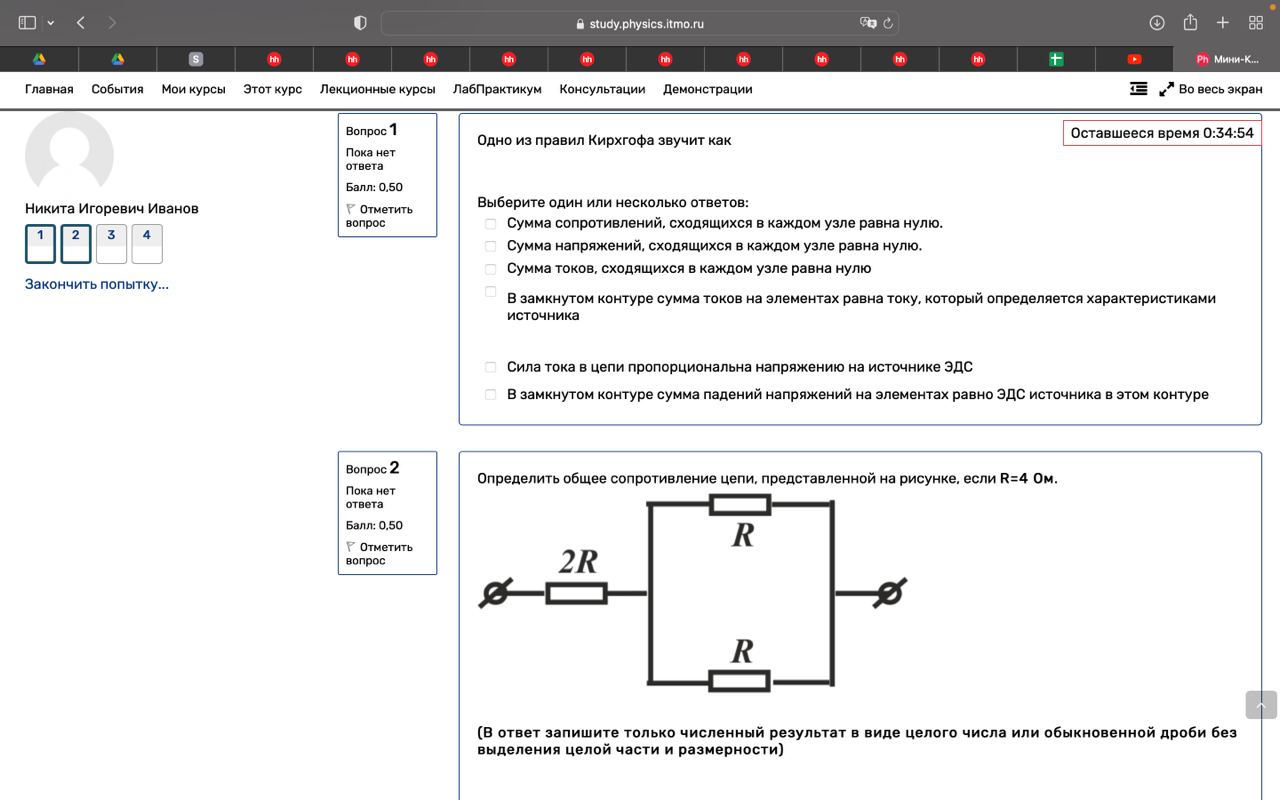 study.physics.itmo.ru
S
hh
hh
hh
hh
hh
hh
hh
hh
hh
hh
Ph Мини-К...
Главная События Мои курсы Этот курс Лекционные курсы ЛабПрактикум Консультации Демонстрации Во весь экран
Никита Игоревич Иванов
1 2 3 4
Закончить попытку...
Вопрос 1
Пока нет
ответа
Балл: 0,50
Отметить
вопрос
Оставшееся время 0:34:54
Одно из правил Кирхгофа звучит как
Выберите один или несколько ответов:
Сумма сопротивлений, сходящихся в каждом узле равна нулю.
Сумма напряжений, сходящихся в каждом узле равна нулю.
Сумма токов, сходящихся в каждом узле равна нулю
В замкнутом контуре сумма токов на элементах равна току, который определяется характеристиками
источника
Сила тока в цепи пропорциональна напряжению на источнике ЭДС
В замкнутом контуре сумма падений напряжений на элементах равно ЭДС источника в этом контуре
Вопрос 2
Пока нет
ответа
Балл: 0,50
Отметить
вопрос
Определить общее сопротивление цепи, представленной на рисунке, если R=4 Ом.
R
2R
R
(В ответ запишите только численный результат в виде целого числа или обыкновенной дроби без
выделения целой части и размерности)